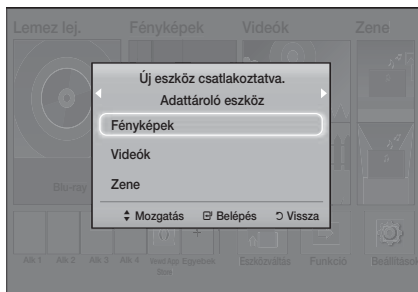 Lemez lej. Fényképek Videók Zene
Új eszköz csatlakoztatva.
Adattároló eszköz
Fényképek
Videók
Zene
Mozgatás Belépés Vissza
Blu-ray
Alk 1 Alk 2 Alk 3 Alk 4 Egyebek Eszközváltás Funkció Beállítások